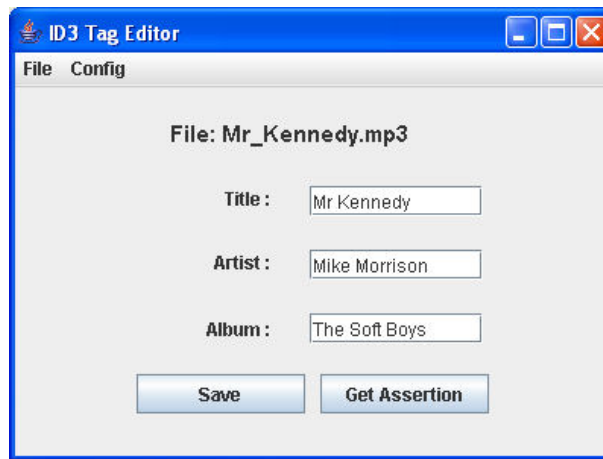 ID3 Tag Editor
File Config
File: Mr_Kennedy.mp3
Title : Mr Kennedy
Artist : Mike Morrison
Album : The Soft Boys
Save Get Assertion